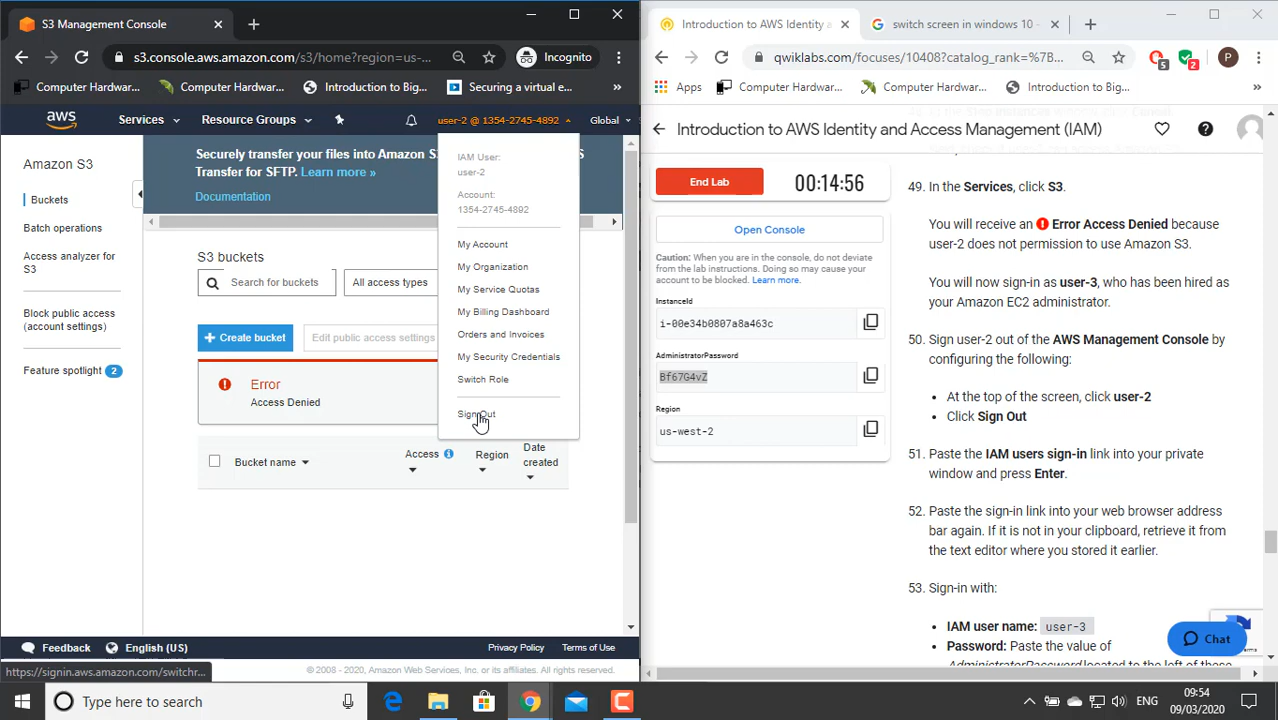 S3 Management Console
s3.console.aws.amazon.com/s3/home?region=us-...
Incognito
Computer Hardwar...
Computer Hardwar...
Introduction to Big...
Securing a virtual e...
aws
Services
Resource Groups
user-2 @ 1354-2745-4892
Global
Amazon S3
Buckets
Batch operations
Access analyzer for
S3
Block public access
(account settings)
Feature spotlight 2
Securely transfer your files into Amazon S
Transfer for SFTP. Learn more »
Documentation
S3 buckets
Search for buckets
All access types
+ Create bucket
Edit public access settings
Error
Access Denied
Bucket name
Access
Region
Date
created
IAM User:
user-2
Account:
1354-2745-4892
My Account
My Organization
My Service Quotas
My Billing Dashboard
Orders and Invoices
My Security Credentials
Switch Role
Sign Out
Feedback
English (US)
Privacy Policy
Terms of Use
https://signin.aws.amazon.com/switchr...
© 2008 - 2020, Amazon Web Services, Inc. or its affiliates. All rights reserved.
Introduction to AWS Identity a
switch screen in windows 10 -
qwiklabs.com/focuses/10408?catalog_rank=%7B...
5
2
P
Apps
Computer Hardwar...
Computer Hardwar...
Introduction to Big...
Introduction to AWS Identity and Access Management (IAM)
End Lab
00:14:56
Open Console
Caution: When you are in the console, do not deviate
from the lab instructions. Doing so may cause your
account to be blocked. Learn more.
InstanceId
i-00e34b0807a8a463c
AdministratorPassword
Bf67G4vZ
Region
us-west-2
49. In the Services, click S3.
You will receive an Error Access Denied because
user-2 does not permission to use Amazon S3.
You will now sign-in as user-3, who has been hired as
your Amazon EC2 administrator.
50. Sign user-2 out of the AWS Management Console by
configuring the following:
• At the top of the screen, click user-2
• Click Sign Out
51. Paste the IAM users sign-in link into your private
window and press Enter.
52. Paste the sign-in link into your web browser address
bar again. If it is not in your clipboard, retrieve it from
the text editor where you stored it earlier.
53. Sign-in with:
• IAM user name: user-3
• Password: Paste the value of
AdministratorPassword located to the left of these
Chat
Type here to search
ENG
09:54
09/03/2020